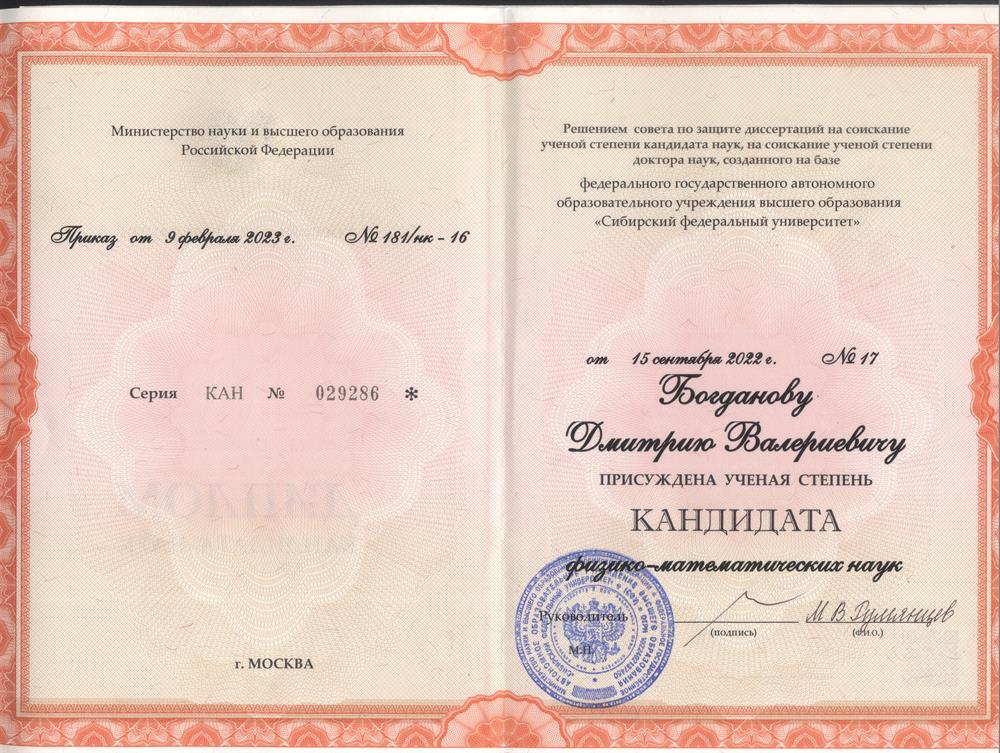 Министерство науки и высшего образования
Российской Федерации
Приказ от 9 февраля 2023 г. № 181/нк - 16
Серия КАН № 029286 *
г. МОСКВА
Решением совета по защите диссертаций на соискание
ученой степени кандидата наук, на соискание ученой степени
доктора наук, созданного на базе
федерального государственного автономного
образовательного учреждения высшего образования
«Сибирский федеральный университет»
от 15 сентября 2022 г. № 17
Богданову
Дмитрию Валериевичу
ПРИСУЖДЕНА УЧЕНАЯ СТЕПЕНЬ
КАНДИДАТА
физико-математических наук
Руководитель
М.В.Румянцев
(подпись) (Ф.И.О.)
М.П.